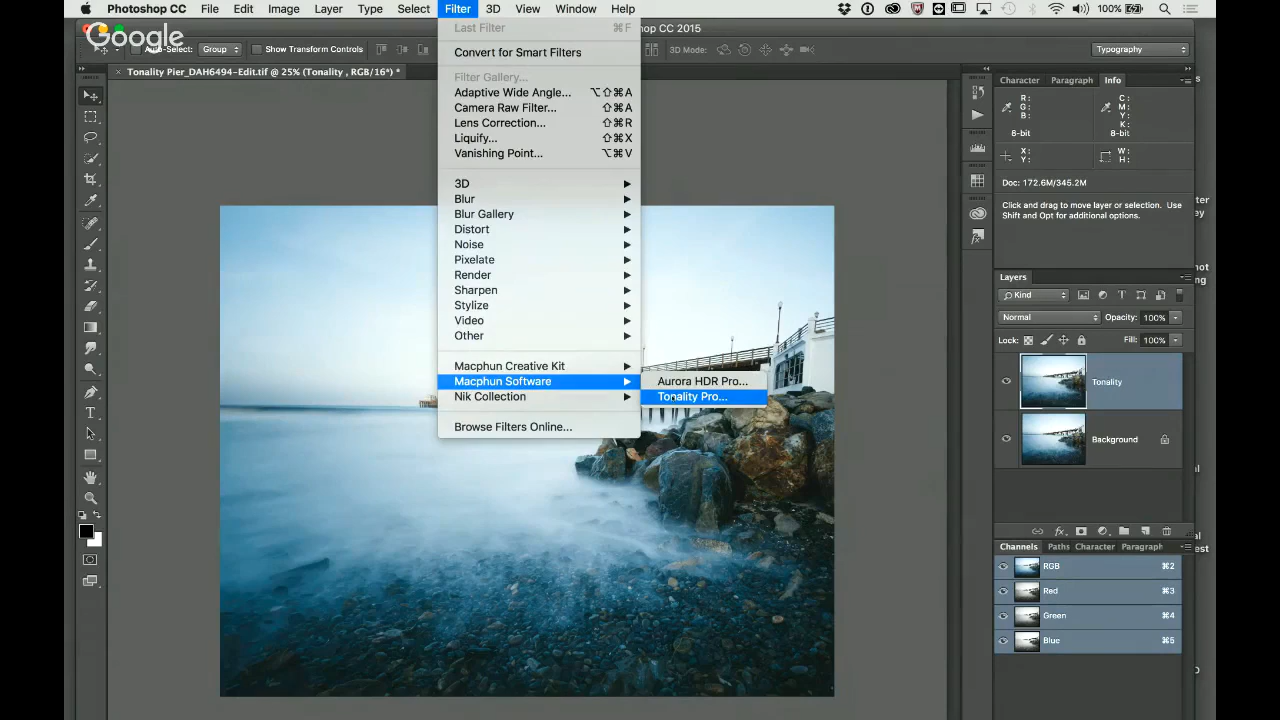 Photoshop CC File Edit Image Layer Type Select Filter 3D View Window Help 100%
Google
Photoshop CC 2015
Auto-Select: Group Show Transform Controls 3D Mode: Typography
Tonality Pier_DAH6494-Edit.tif @ 25% (Tonality , RGB/16*) *
Last Filter ⌘F
Convert for Smart Filters
Filter Gallery...
Adaptive Wide Angle... ⌥⇧⌘A
Camera Raw Filter... ⇧⌘A
Lens Correction... ⇧⌘R
Liquify... ⇧⌘X
Vanishing Point... ⌥⌘V
3D
Blur
Blur Gallery
Distort
Noise
Pixelate
Render
Sharpen
Stylize
Video
Other
Macphun Creative Kit
Macphun Software
Nik Collection
Browse Filters Online...
Aurora HDR Pro...
Tonality Pro...
Character Paragraph Info
R: C:
G: M:
B: Y:
K:
8-bit 8-bit
X: W:
Y: H:
Doc: 172.6M/345.2M
Click and drag to move layer or selection. Use
Shift and Opt for additional options.
Layers
Kind
Normal Opacity: 100%
Lock: Fill: 100%
Tonality
Background
Channels Paths Character Paragraph
RGB ⌘2
Red ⌘3
Green ⌘4
Blue ⌘5